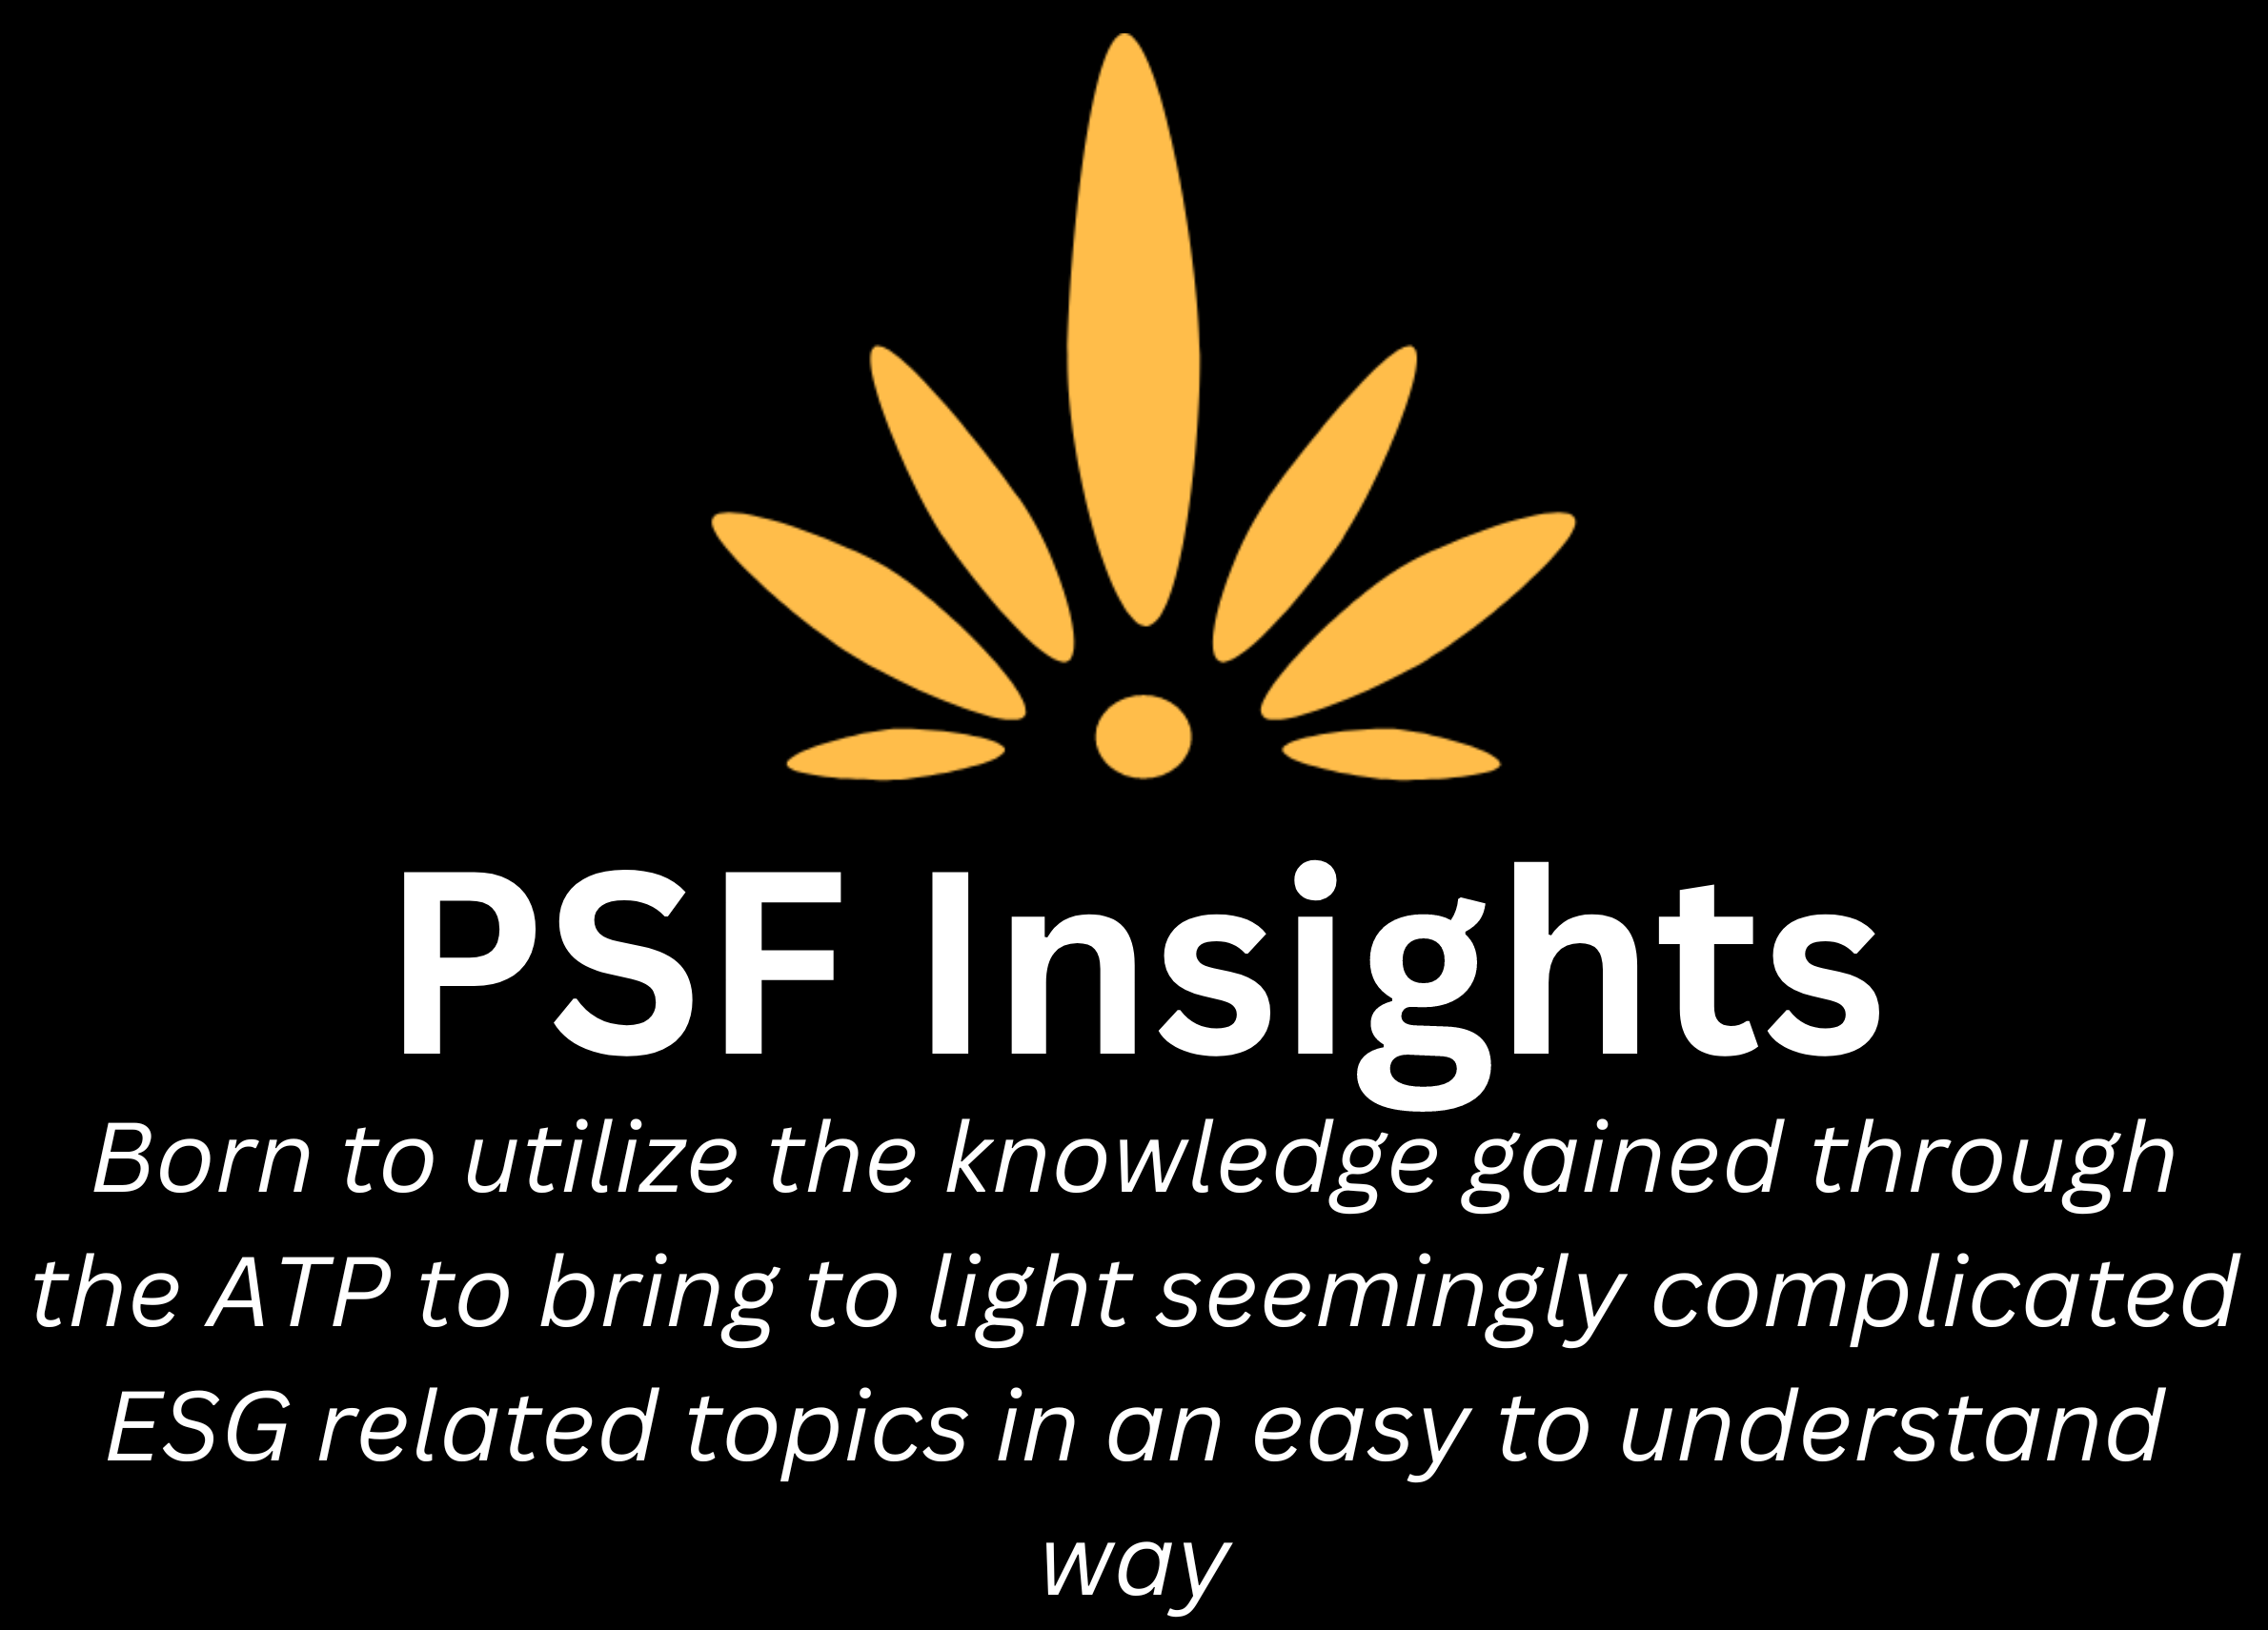 PSF Insights
Born to utilize the knowledge gained through
the ATP to bring to light seemingly complicated
ESG related topics in an easy to understand
way